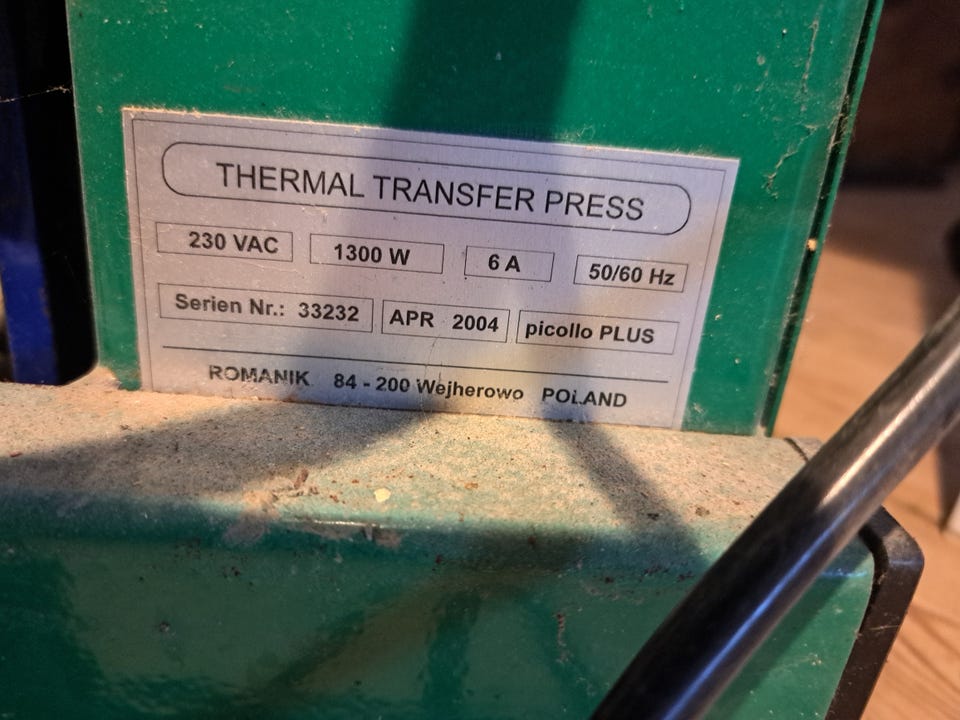 THERMAL TRANSFER PRESS
230 VAC 1300 W 6 A 50/60 Hz
Serien Nr.: 33232 APR 2004 picollo PLUS
ROMANIK 84 - 200 Wejherowo POLAND